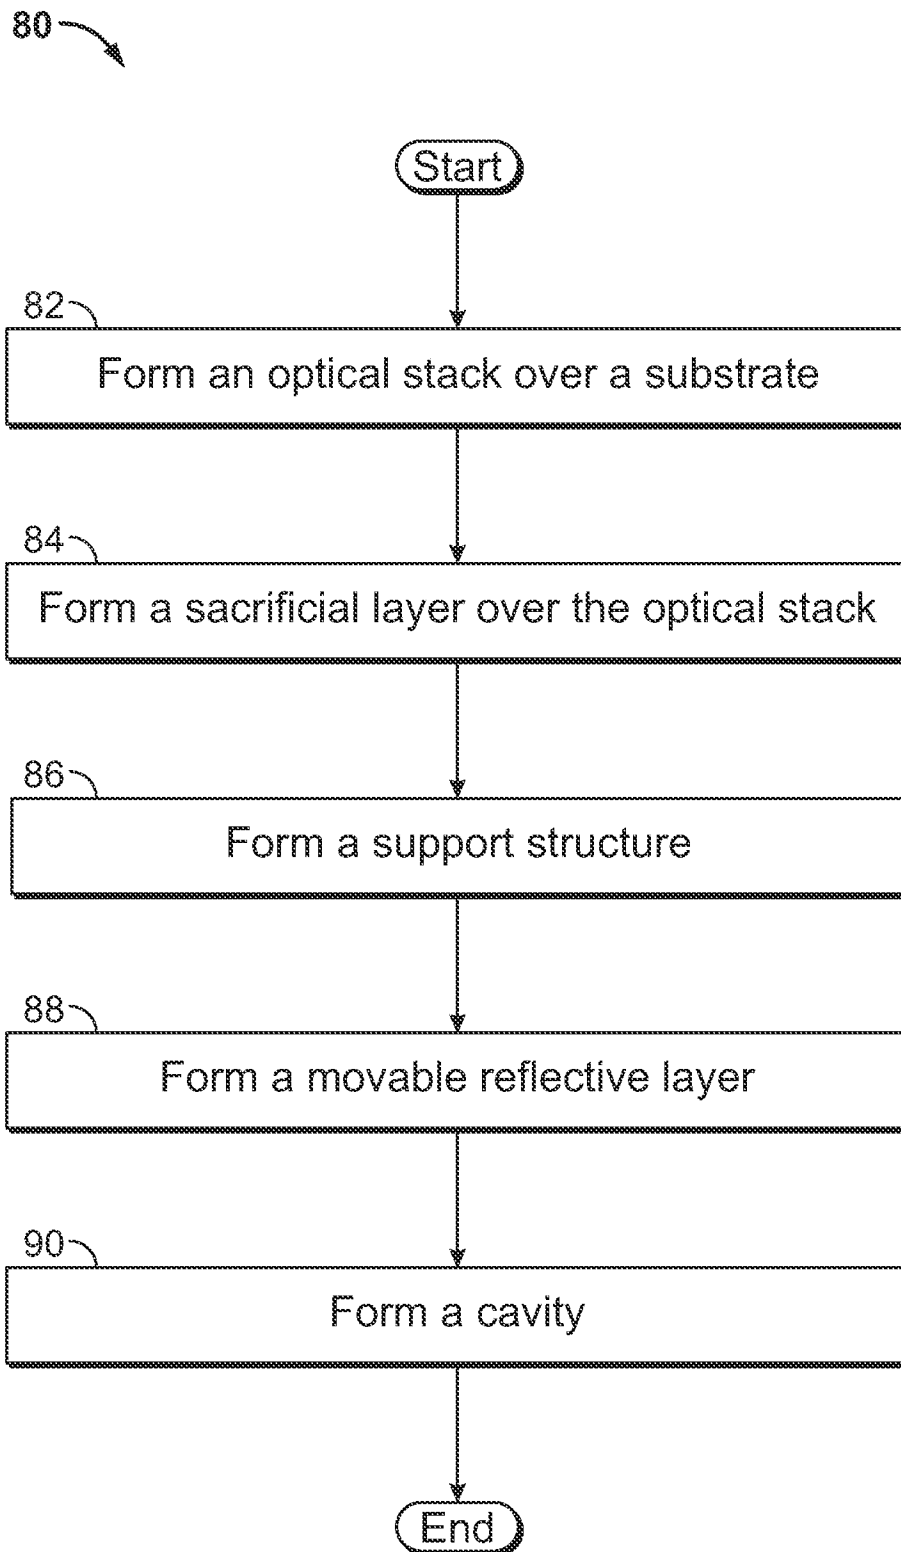 80
Start
82
Form an optical stack over a substrate
84
Form a sacrificial layer over the optical stack
86
Form a support structure
88
Form a movable reflective layer
90
Form a cavity
End